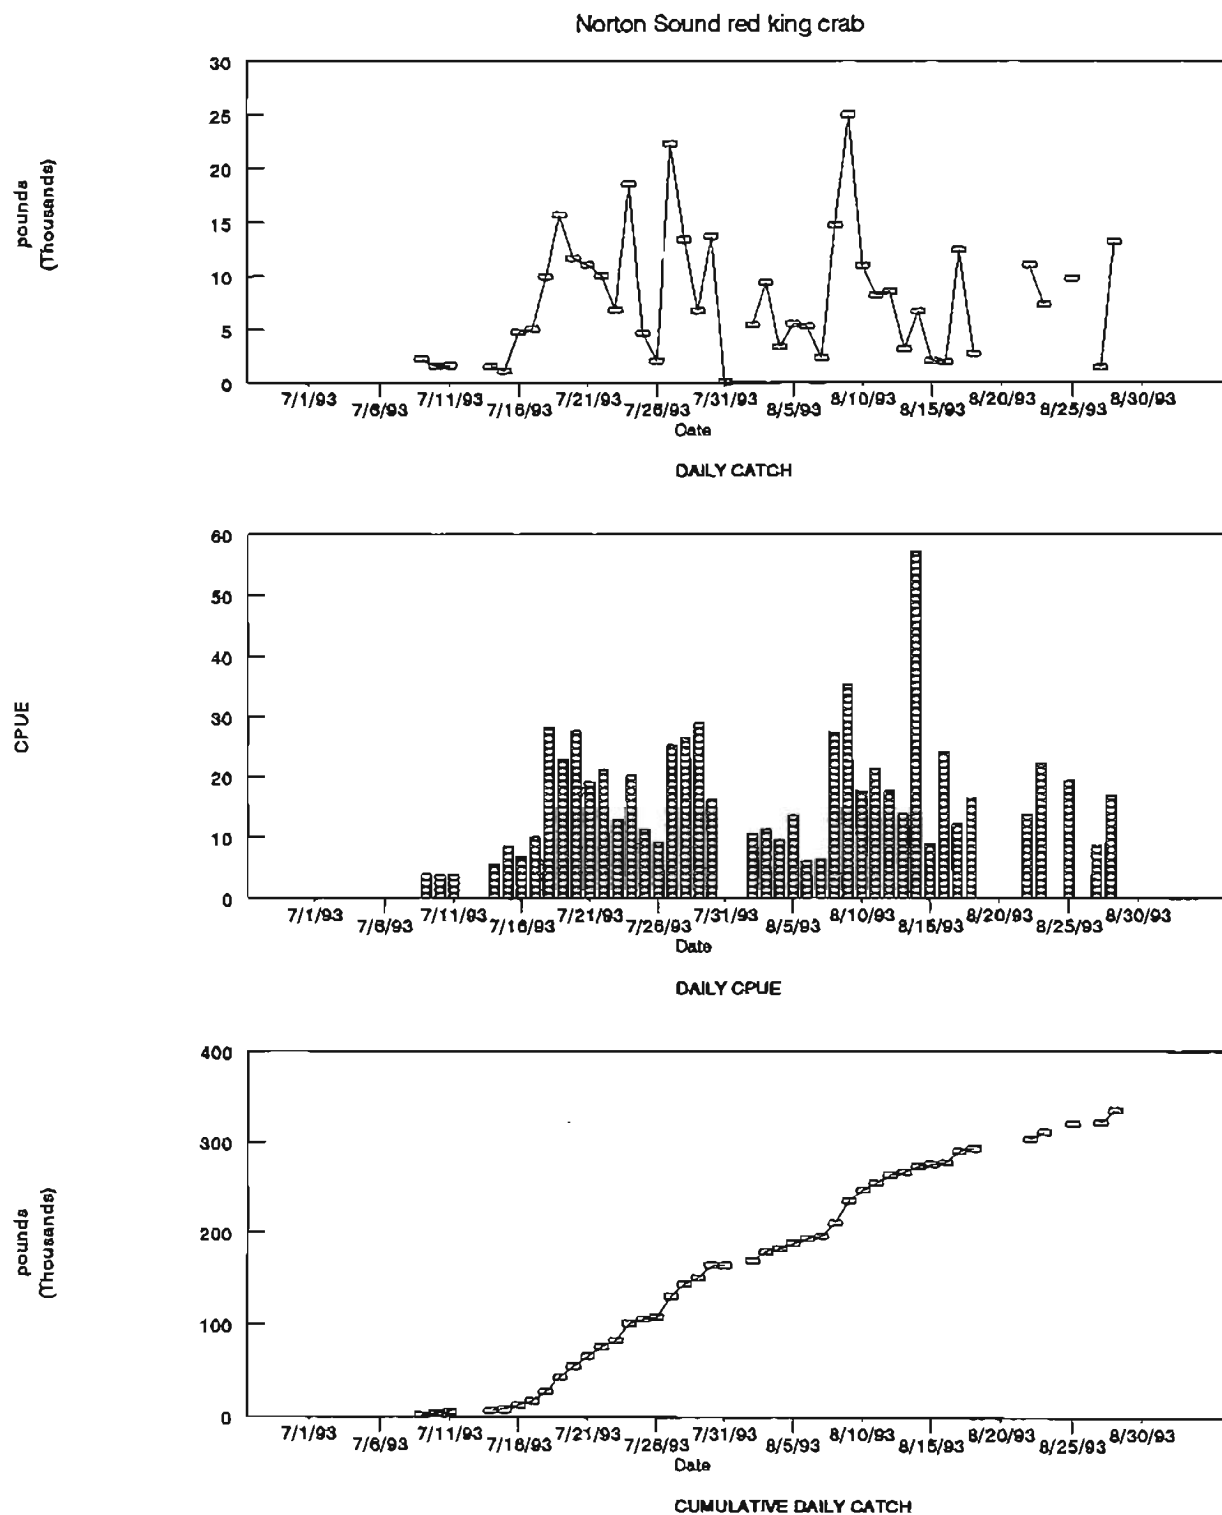 Norton Sound red king crab
30
25
20
15
10
5
0
pounds
(Thousands)
7/1/93 7/6/93 7/11/93 7/16/93 7/21/93 7/26/93 7/31/93 8/5/93 8/10/93 8/15/93 8/20/93 8/25/93 8/30/93
Date
DAILY CATCH
60
50
40
30
20
10
0
CPUE
7/1/93 7/6/93 7/11/93 7/16/93 7/21/93 7/26/93 7/31/93 8/5/93 8/10/93 8/15/93 8/20/93 8/25/93 8/30/93
Date
DAILY CPUE
400
300
200
100
0
pounds
(Thousands)
7/1/93 7/6/93 7/11/93 7/16/93 7/21/93 7/26/93 7/31/93 8/5/93 8/10/93 8/15/93 8/20/93 8/25/93 8/30/93
Date
CUMULATIVE DAILY CATCH